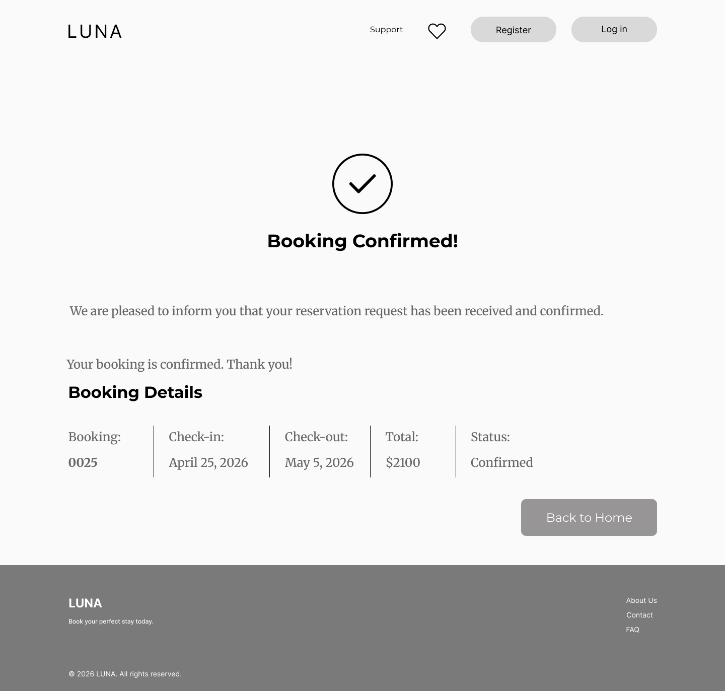 LUNA
Support
Register
Log in
Booking Confirmed!
We are pleased to inform you that your reservation request has been received and confirmed.
Your booking is confirmed. Thank you!
Booking Details
Booking:
0025
Check-in:
April 25, 2026
Check-out:
May 5, 2026
Total:
$2100
Status:
Confirmed
Back to Home
LUNA
Book your perfect stay today.
About Us
Contact
FAQ
© 2026 LUNA. All rights reserved.